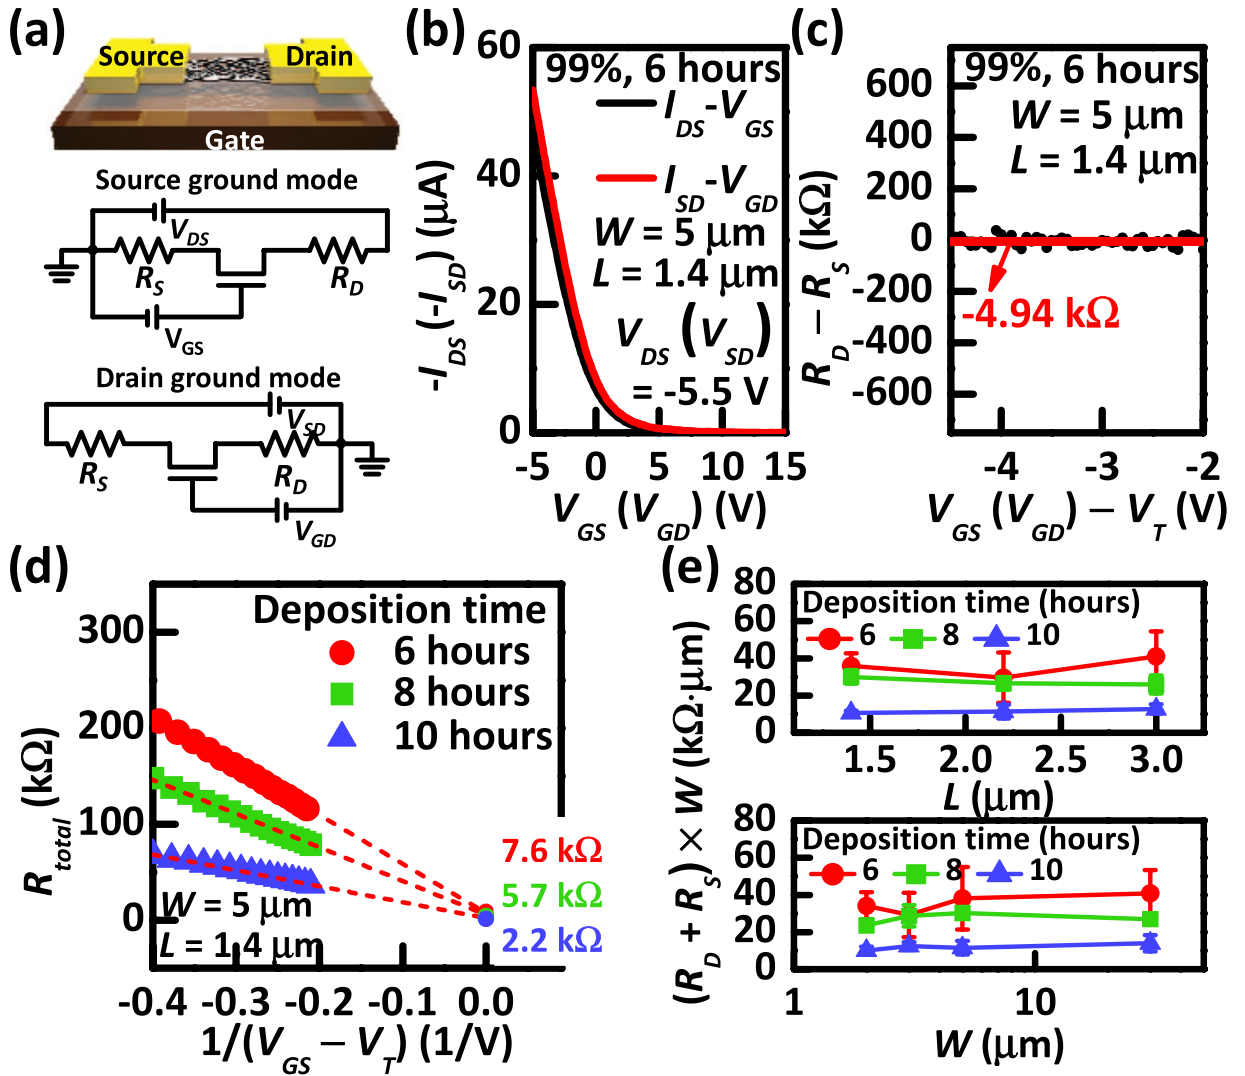 (a)
Source
Drain
Gate
Source ground mode
V_DS
R_S
R_D
V_GS
Drain ground mode
V_SD
R_S
R_D
V_GD
(b)
60
40
20
0
-5 0 5 10 15
-I_DS (-I_SD) (μA)
V_GS (V_GD) (V)
99%, 6 hours
I_DS-V_GS
I_SD-V_GD
W = 5 μm
L = 1.4 μm
V_DS (V_SD)
= -5.5 V
(c)
600
400
200
0
-200
-400
-600
-4 -3 -2
R_D – R_S (kΩ)
V_GS (V_GD) – V_T (V)
99%, 6 hours
W = 5 μm
L = 1.4 μm
-4.94 kΩ
(d)
300
200
100
0
-0.4 -0.3 -0.2 -0.1 0.0
R_total (kΩ)
1/(V_GS – V_T) (1/V)
Deposition time
6 hours
8 hours
10 hours
7.6 kΩ
5.7 kΩ
2.2 kΩ
W = 5 μm
L = 1.4 μm
(e)
(R_D + R_S) × W (kΩ·μm)
80
60
40
20
0
Deposition time (hours)
6 8 10
1.5 2.0 2.5 3.0
L (μm)
80
60
40
20
0
Deposition time (hours)
6 8 10
1 10
W (μm)